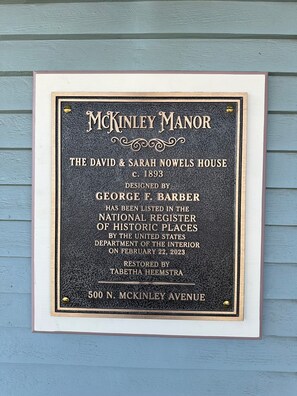 McKinley Manor
THE DAVID & SARAH NOWELS HOUSE
c. 1893
DESIGNED BY
GEORGE F. BARBER
HAS BEEN LISTED IN THE
NATIONAL REGISTER
OF HISTORIC PLACES
BY THE UNITED STATES
DEPARTMENT OF THE INTERIOR
ON FEBRUARY 22, 2023
RESTORED BY
TABETHA HEEMSTRA
500 N. MCKINLEY AVENUE